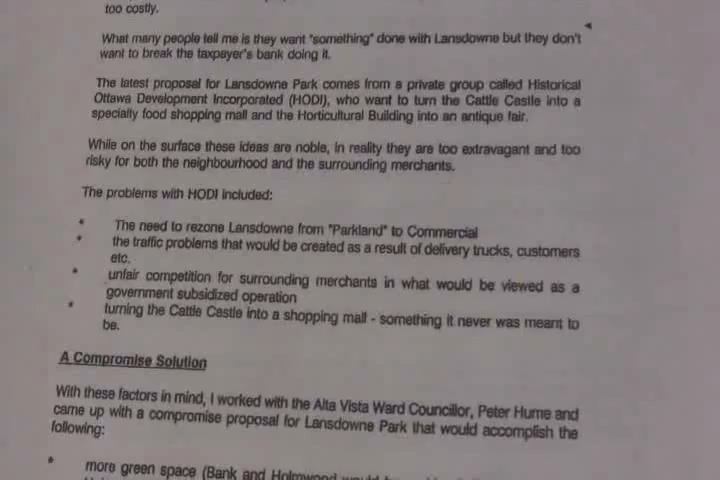 too costly.
What many people tell me is they want "something" done with Lansdowne but they don't
want to break the taxpayer's bank doing it.
The latest proposal for Lansdowne Park comes from a private group called Historical
Ottawa Development Incorporated (HODI), who want to turn the Cattle Castle into a
specialty food shopping mall and the Horticultural Building into an antique fair.
While on the surface these ideas are noble, in reality they are too extravagant and too
risky for both the neighbourhood and the surrounding merchants.
The problems with HODI included:
* The need to rezone Lansdowne from "Parkland" to Commercial
* the traffic problems that would be created as a result of delivery trucks, customers
etc.
* unfair competition for surrounding merchants in what would be viewed as a
government subsidized operation
* turning the Cattle Castle into a shopping mall - something it never was meant to
be.
A Compromise Solution
With these factors in mind, I worked with the Alta Vista Ward Councillor, Peter Hume and
came up with a compromise proposal for Lansdowne Park that would accomplish the
following:
* more green space (Bank and Holmwood would